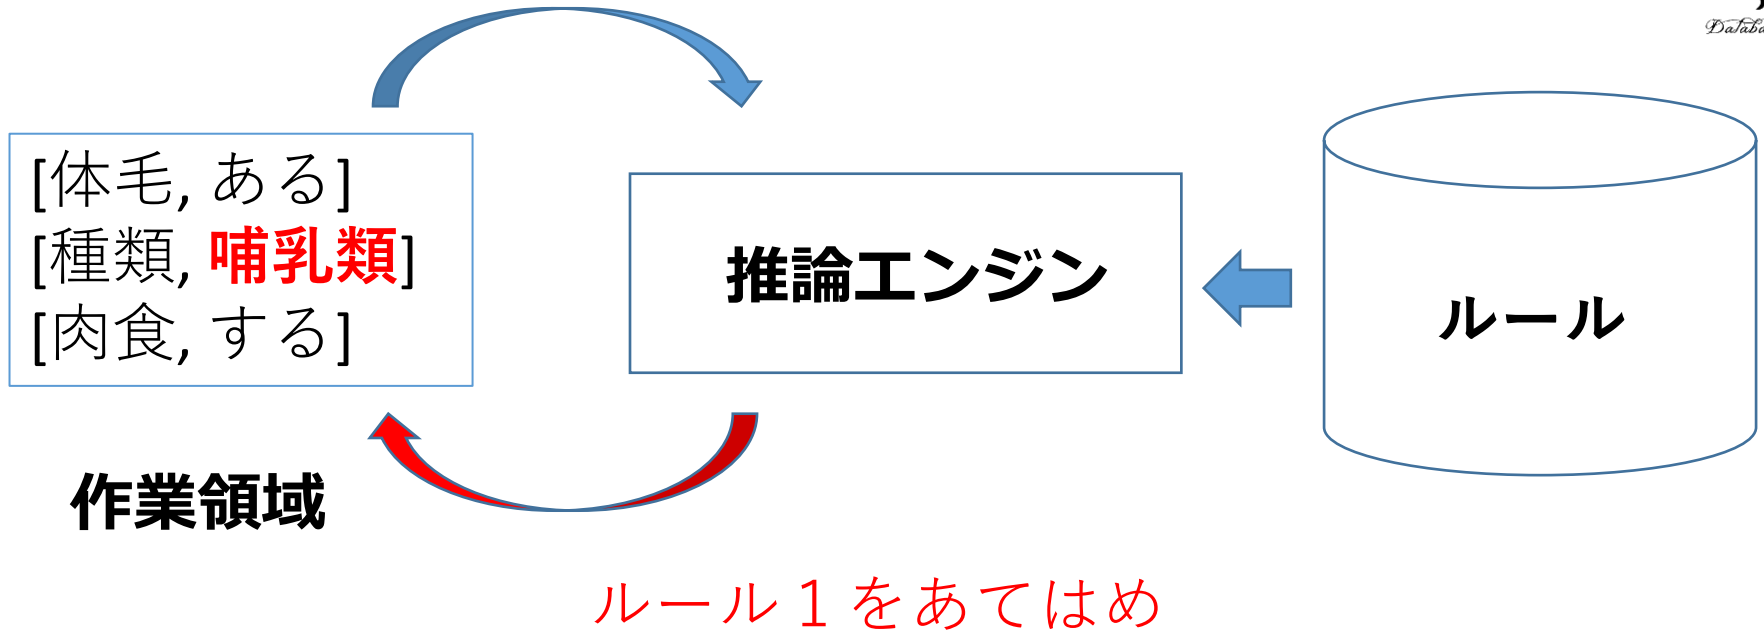 [体毛, ある]
[種類, 哺乳類]
[肉食, する]
推論エンジン
ルール
作業領域
ルール１をあてはめ